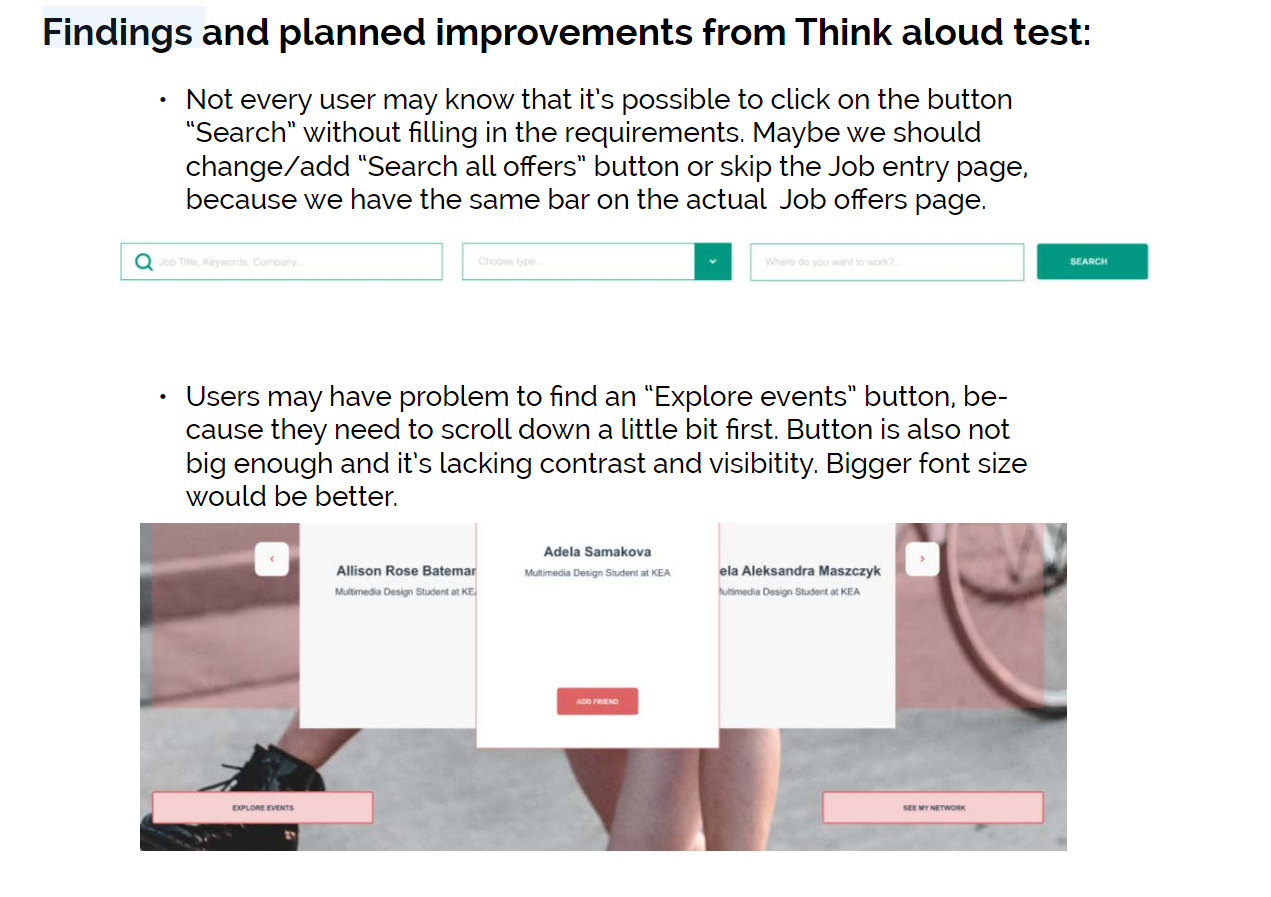 Findings and planned improvements from Think aloud test:
• Not every user may know that it's possible to click on the button
“Search” without filling in the requirements. Maybe we should
change/add “Search all offers” button or skip the Job entry page,
because we have the same bar on the actual Job offers page.
Job Title, Keywords, Company...
Choose type...
Where do you want to work?...
SEARCH
• Users may have problem to find an “Explore events” button, be-
cause they need to scroll down a little bit first. Button is also not
big enough and it's lacking contrast and visibitity. Bigger font size
would be better.
Allison Rose Bateman
Multimedia Design Student at KEA
Adela Samakova
Multimedia Design Student at KEA
ela Aleksandra Maszczyk
Multimedia Design Student at KEA
ADD FRIEND
EXPLORE EVENTS
SEE MY NETWORK